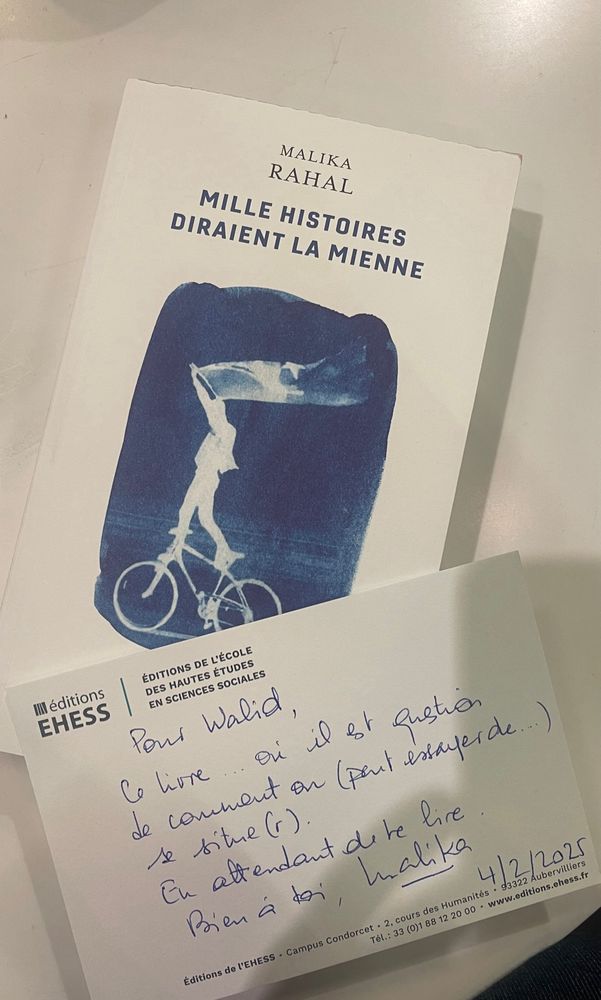 MALIKA
RAHAL
MILLE HISTOIRES
DIRAIENT LA MIENNE
éditions
EHESS
ÉDITIONS DE L'ÉCOLE
DES HAUTES ÉTUDES
EN SCIENCES SOCIALES
Pour Walid,
Ce livre... où il est question
de comment on (peut essayer de...)
se situe(r).
En attendant de te lire.
Bien à toi, Malika
4/2/2025
Éditions de l'EHESS • Campus Condorcet • 2, cours des Humanités • 93322 Aubervilliers
Tél.: 33 (0)1 88 12 20 00 • www.editions.ehess.fr